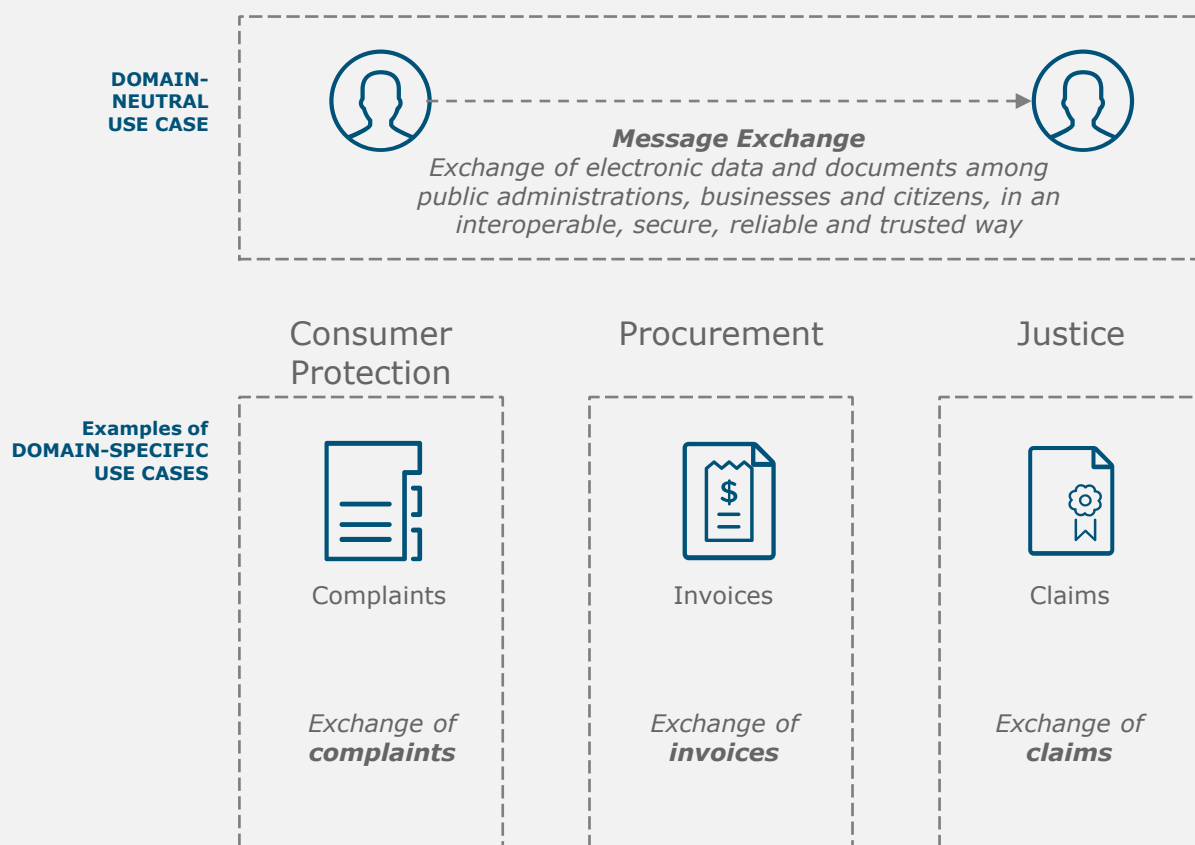 DOMAIN-
NEUTRAL
USE CASE
Message Exchange
Exchange of electronic data and documents among
public administrations, businesses and citizens, in an
interoperable, secure, reliable and trusted way
Consumer
Protection
Procurement
Justice
Examples of
DOMAIN-SPECIFIC
USE CASES
$
Complaints
Invoices
Claims
Exchange of
complaints
Exchange of
invoices
Exchange of
claims